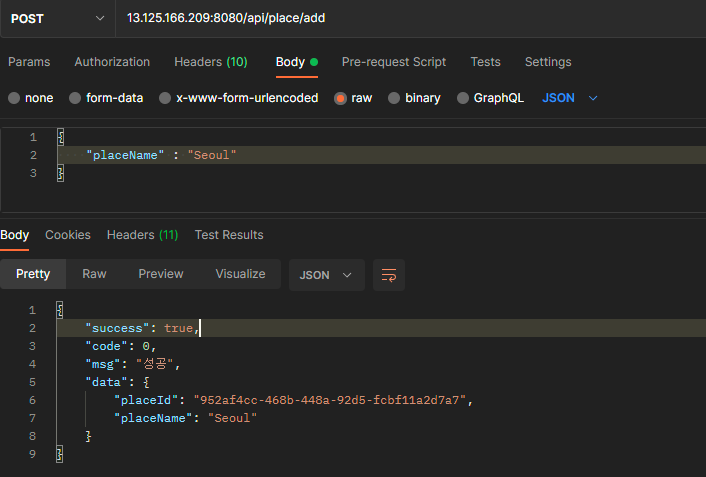 POST 13.125.166.209:8080/api/place/add
Params Authorization Headers (10) Body Pre-request Script Tests Settings
none form-data x-www-form-urlencoded raw binary GraphQL JSON
1 {
2 "placeName" : "Seoul"
3 }
Body Cookies Headers (11) Test Results
Pretty Raw Preview Visualize JSON
1 {
2 "success": true,
3 "code": 0,
4 "msg": "성공",
5 "data": {
6 "placeId": "952af4cc-468b-448a-92d5-fcbf11a2d7a7",
7 "placeName": "Seoul"
8 }
9 }